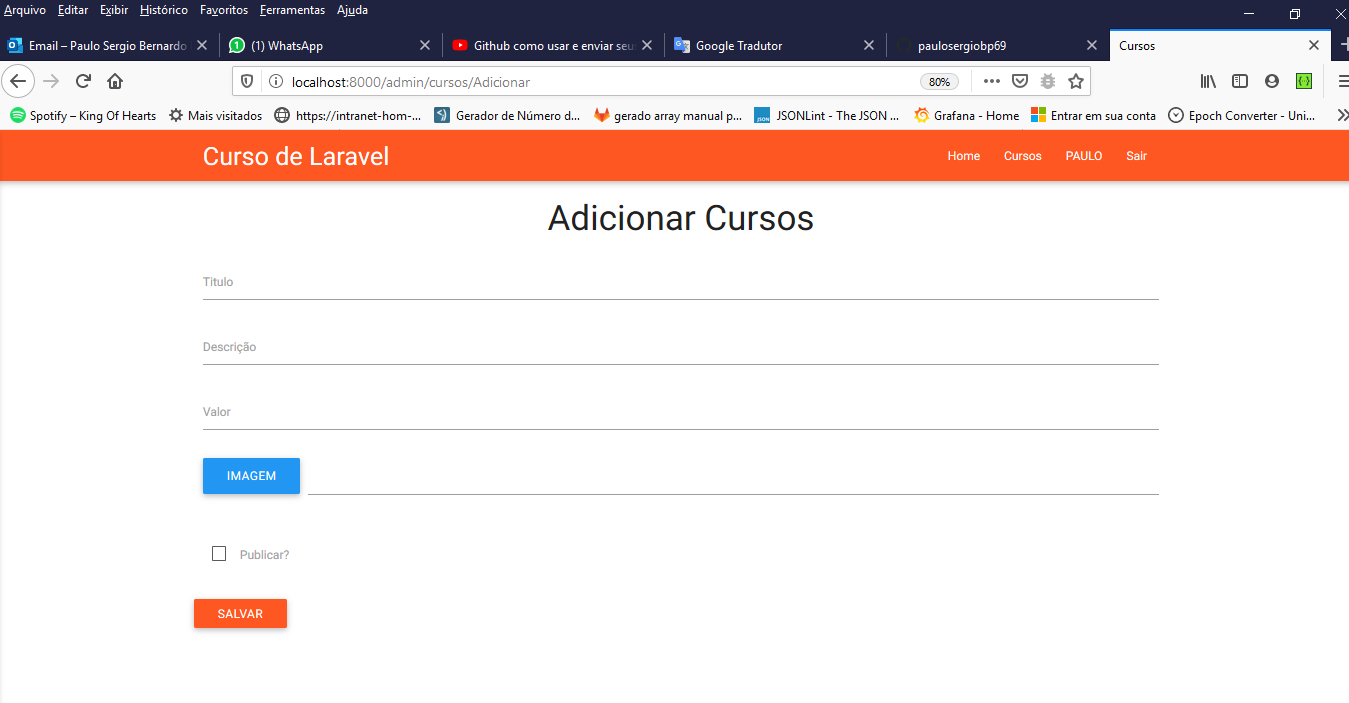 Arquivo Editar Exibir Histórico Favoritos Ferramentas Ajuda
Email – Paulo Sergio Bernardo (1) WhatsApp Github como usar e enviar seu Google Tradutor paulosergiobp69 Cursos
localhost:8000/admin/cursos/Adicionar 80%
Spotify – King Of Hearts Mais visitados https://intranet-hom-... Gerador de Número d... gerado array manual p... JSONLint - The JSON ... Grafana - Home Entrar em sua conta Epoch Converter - Uni...
Curso de Laravel Home Cursos PAULO Sair
Adicionar Cursos
Titulo
Descrição
Valor
IMAGEM
Publicar?
SALVAR